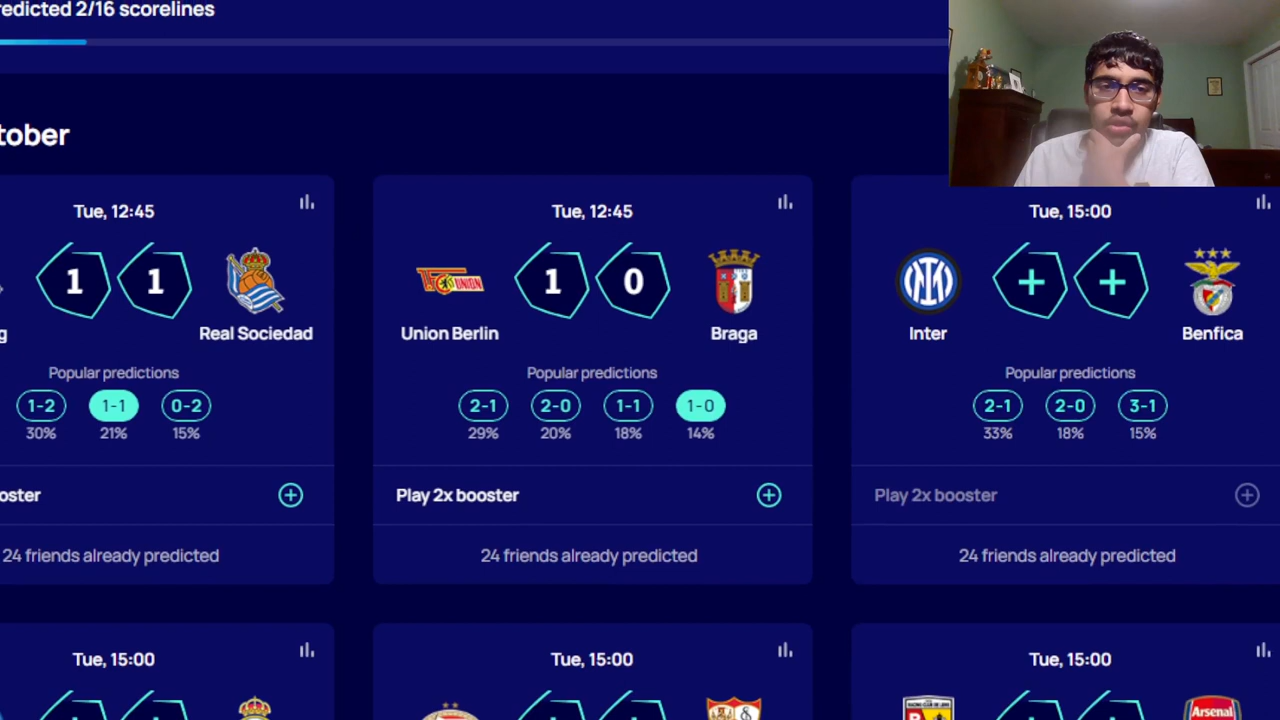 redicted 2/16 scorelines
tober
Tue, 12:45
1 1
g
Real Sociedad
Popular predictions
1-2 1-1 0-2
30% 21% 15%
oster
24 friends already predicted
Tue, 12:45
UNION
1 0
Union Berlin
Braga
Popular predictions
2-1 2-0 1-1 1-0
29% 20% 18% 14%
Play 2x booster
24 friends already predicted
Tue, 15:00
+ +
Inter
Benfica
Popular predictions
2-1 2-0 3-1
33% 18% 15%
Play 2x booster
24 friends already predicted
Tue, 15:00
Tue, 15:00
Tue, 15:00
Arsenal